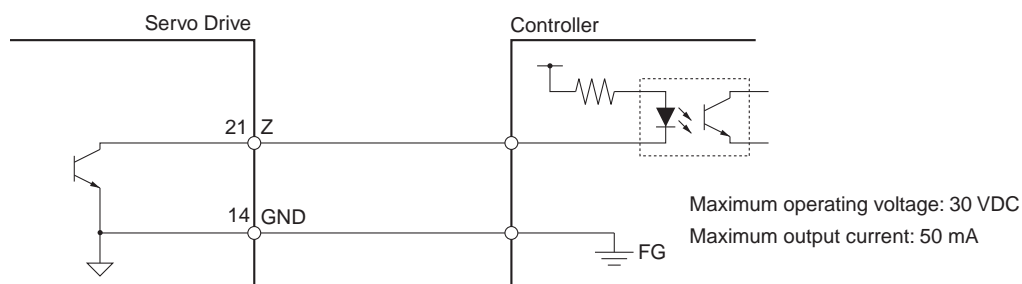 Servo Drive
Controller
21 Z
14 GND
FG
Maximum operating voltage: 30 VDC
Maximum output current: 50 mA